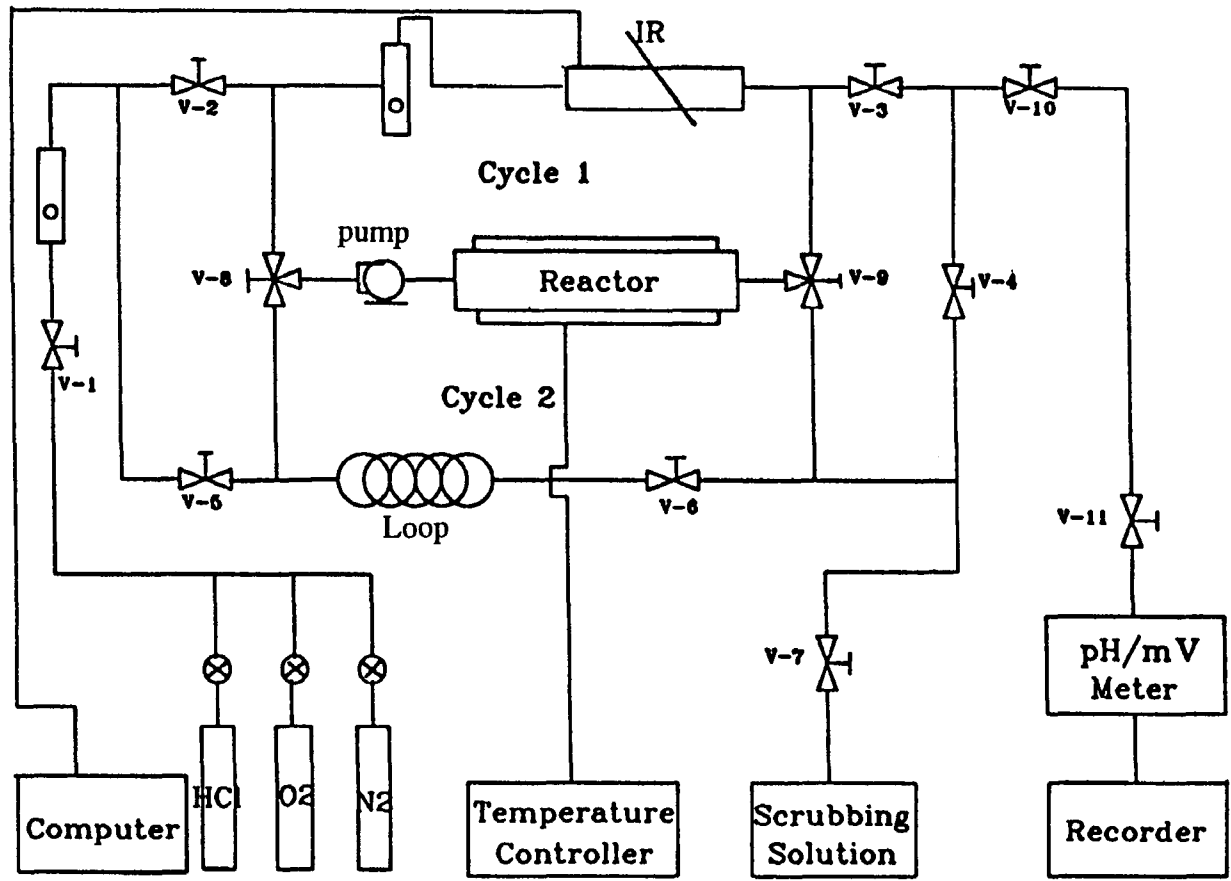 IR
V-2
V-3
V-10
Cycle 1
pump
V-8
Reactor
V-9
V-4
V-1
Cycle 2
V-5
Loop
V-6
V-11
V-7
pH/mV
Meter
HCl
O2
N2
Computer
Temperature
Controller
Scrubbing
Solution
Recorder